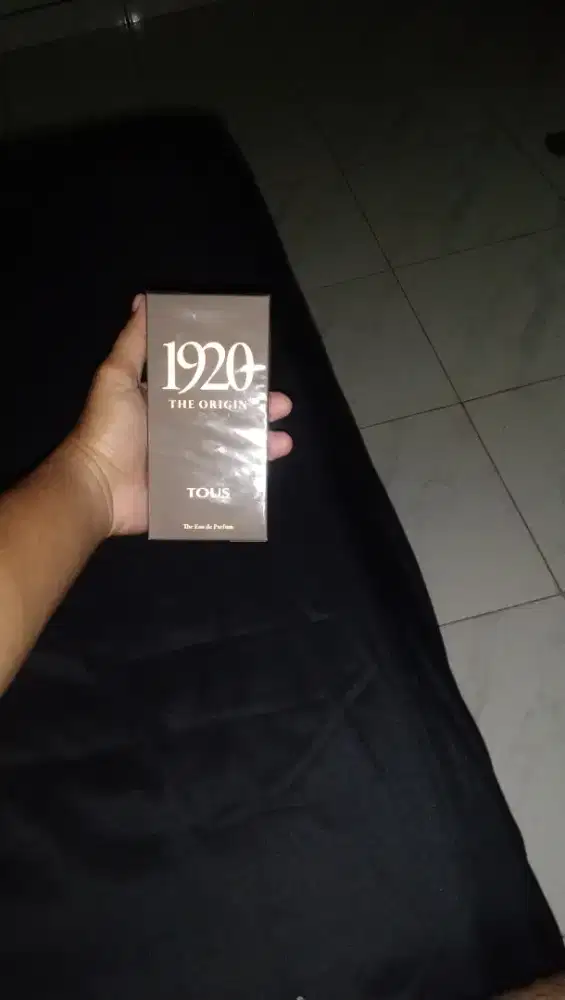 1920
THE ORIGIN
TOUS
The Eau de Parfum